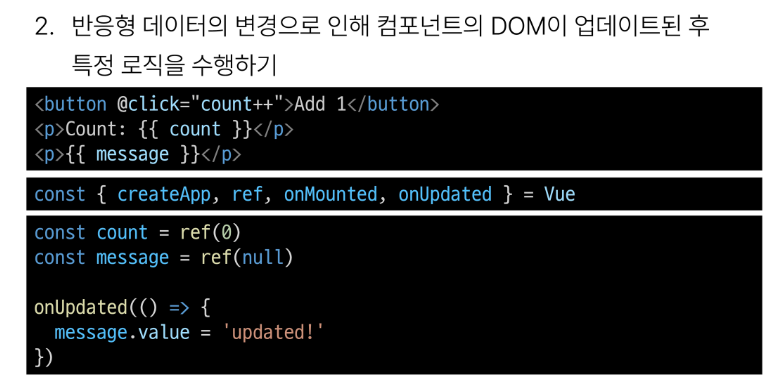 2. 반응형 데이터의 변경으로 인해 컴포넌트의 DOM이 업데이트된 후
특정 로직을 수행하기
<button @click="count++">Add 1</button>
<p>Count: {{ count }}</p>
<p>{{ message }}</p>
const { createApp, ref, onMounted, onUpdated } = Vue
const count = ref(0)
const message = ref(null)
onUpdated(() => {
  message.value = 'updated!'
})